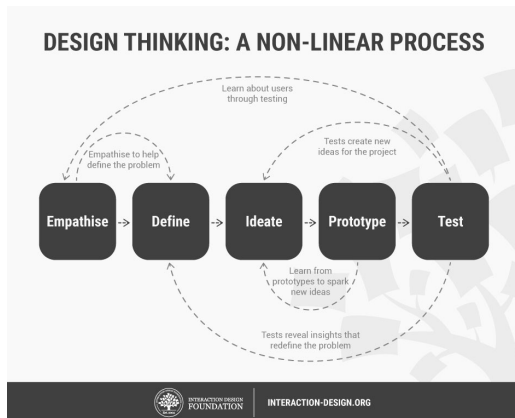 DESIGN THINKING: A NON-LINEAR PROCESS
Learn about users
through testing
Empathise to help
define the problem
Tests create new
ideas for the project
Empathise
Define
Ideate
Prototype
Test
Learn from
prototypes to spark
new ideas
Tests reveal insights that
redefine the problem
INTERACTION DESIGN
FOUNDATION
INTERACTION-DESIGN.ORG